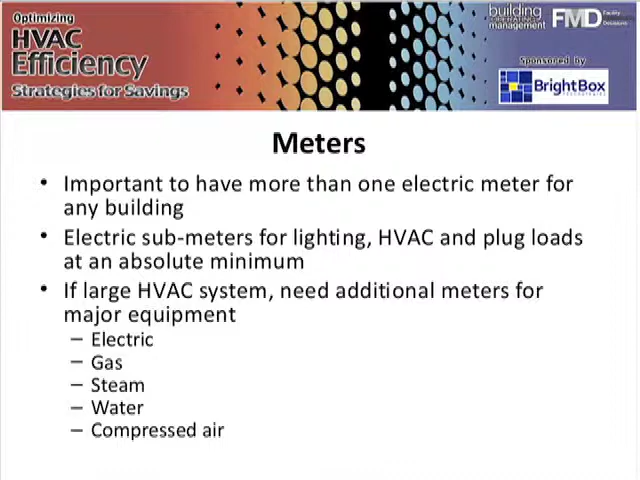 Optimizing
HVAC
Efficiency
Strategies for Savings
building
operating
management
FMD
Facility
Decisions
Sponsored by
BrightBox
TECHNOLOGIES
Meters
• Important to have more than one electric meter for
any building
• Electric sub-meters for lighting, HVAC and plug loads
at an absolute minimum
• If large HVAC system, need additional meters for
major equipment
– Electric
– Gas
– Steam
– Water
– Compressed air